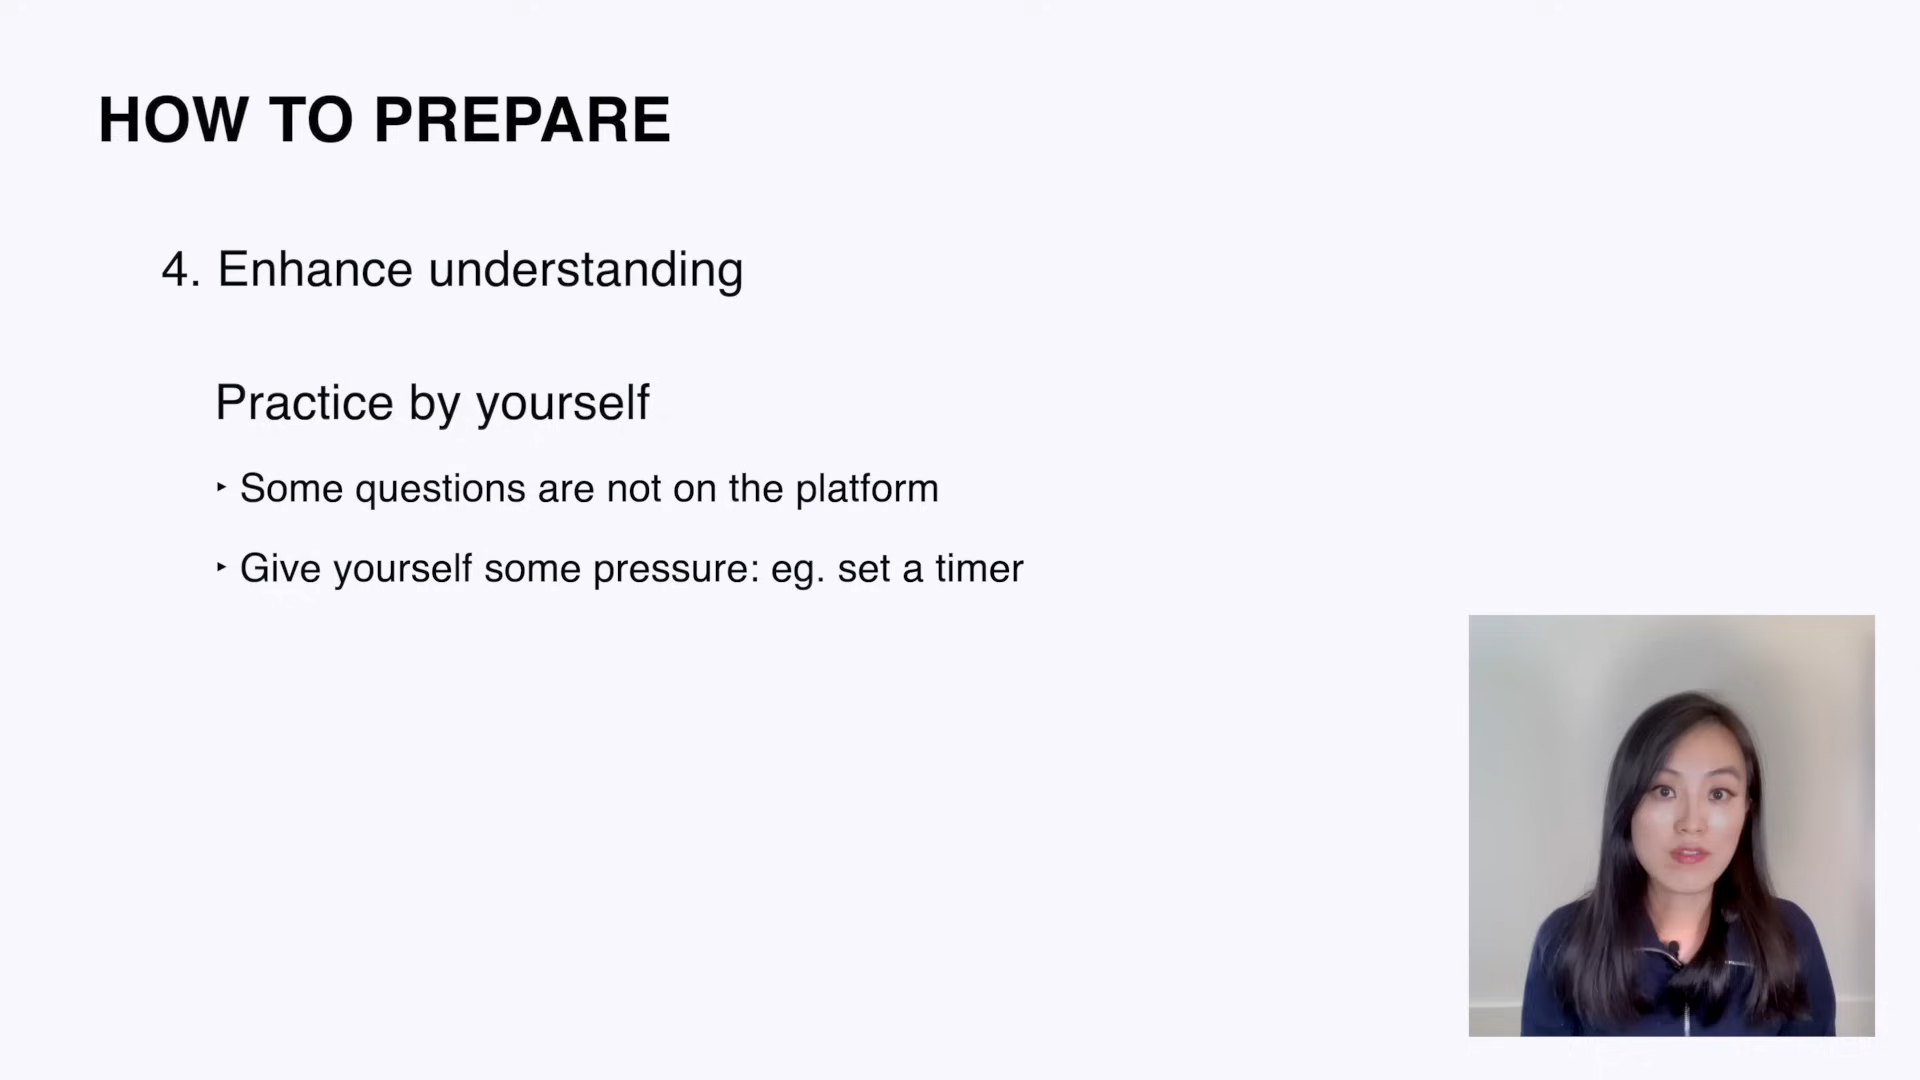 HOW TO PREPARE
4. Enhance understanding
Practice by yourself
‣ Some questions are not on the platform
‣ Give yourself some pressure: eg. set a timer